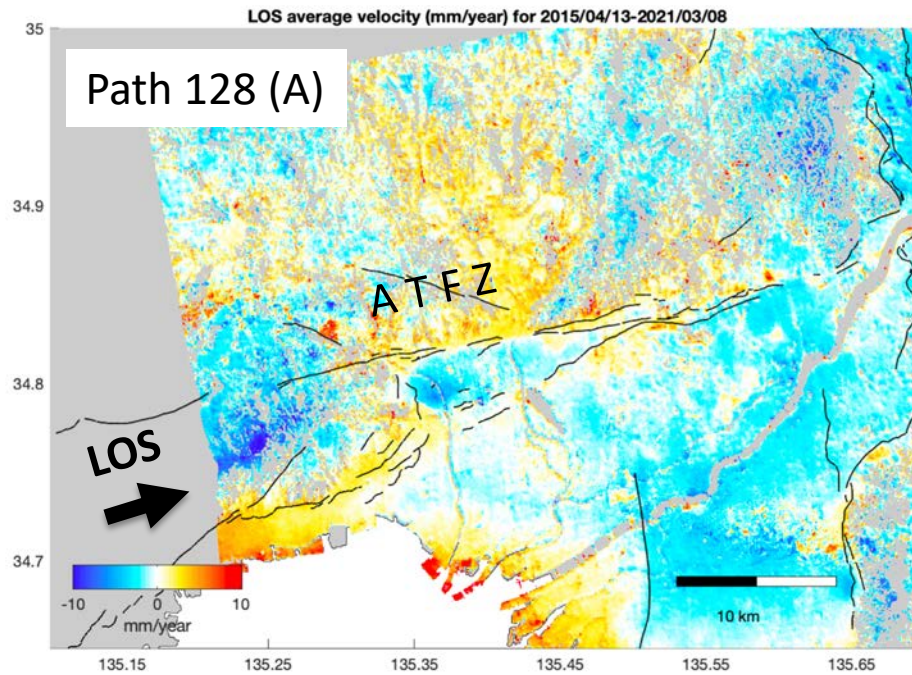 LOS average velocity (mm/year) for 2015/04/13-2021/03/08
35
Path 128 (A)
34.9
A T F Z
34.8
LOS
34.7
-10 0 10
mm/year
10 km
135.15 135.25 135.35 135.45 135.55 135.65